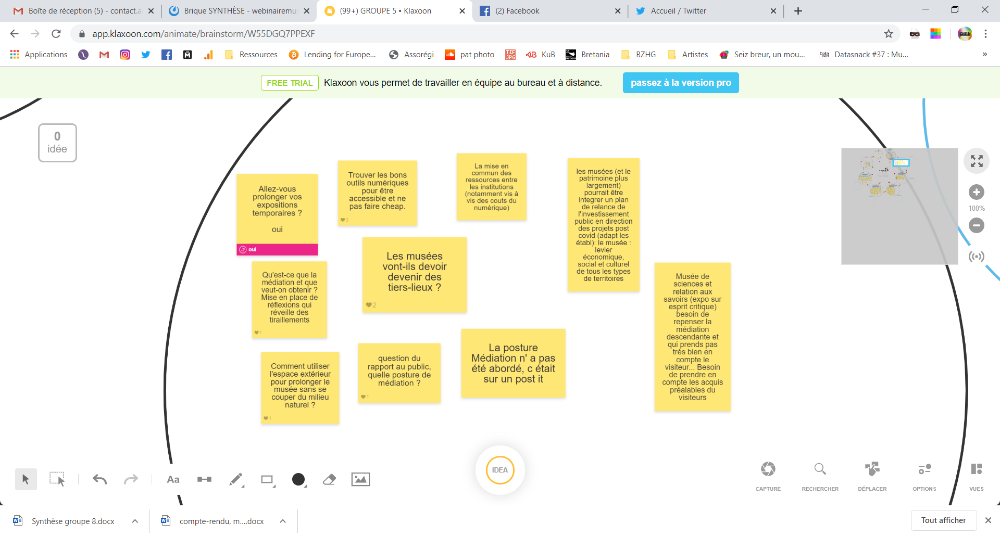 Boîte de réception (5) - contact.a
Brique SYNTHÈSE - webinairemu
(99+) GROUPE 5 • Klaxoon
(2) Facebook
Accueil / Twitter
app.klaxoon.com/animate/brainstorm/W55DGQ7PPEXF
Applications
Ressources
Lending for Europe...
Assorégi
pat photo
KuB
Bretania
BZHG
Artistes
Seiz breur, un mou...
Datasnack #37 : Mu...
»
FREE TRIAL
Klaxoon vous permet de travailler en équipe au bureau et à distance.
passez à la version pro
0
idée
Allez-vous
prolonger vos
expositions
temporaires ?
oui
oui
Trouver les bons
outils numériques
pour être
accessible et ne
pas faire cheap.
3
La mise en
commun des
ressources entre
les institutions
(notamment vis à
vis des couts du
numérique)
les musées (et le
patrimoine plus
largement)
pourrait être
integrer un plan
de relance de
l'investissement
public en direction
des projets post
covid (adapt les
établ): le musée :
levier
économique,
social et culturel
de tous les types
de territoires
Les musées
vont-ils devoir
devenir des
tiers-lieux ?
2
Qu'est-ce que la
médiation et que
veut-on obtenir ?
Mise en place de
réflexions qui
réveille des
tiraillements
1
Musée de
sciences et
relation aux
savoirs (expo sur
esprit critique)
besoin de
repenser la
médiation
descendante et
qui prends pas
très bien en
compte le
visiteur... Besoin
de prendre en
compte les acquis
préalables du
visiteurs
Comment utiliser
l'espace extérieur
pour prolonger le
musée sans se
couper du milieu
naturel ?
1
question du
rapport au public,
quelle posture de
médiation ?
1
La posture
Médiation n' a pas
été abordé, c était
sur un post it
100%
Aa
IDEA
CAPTURE
RECHERCHER
DÉPLACER
OPTIONS
VUES
Synthèse groupe 8.docx
compte-rendu, m....docx
Tout afficher